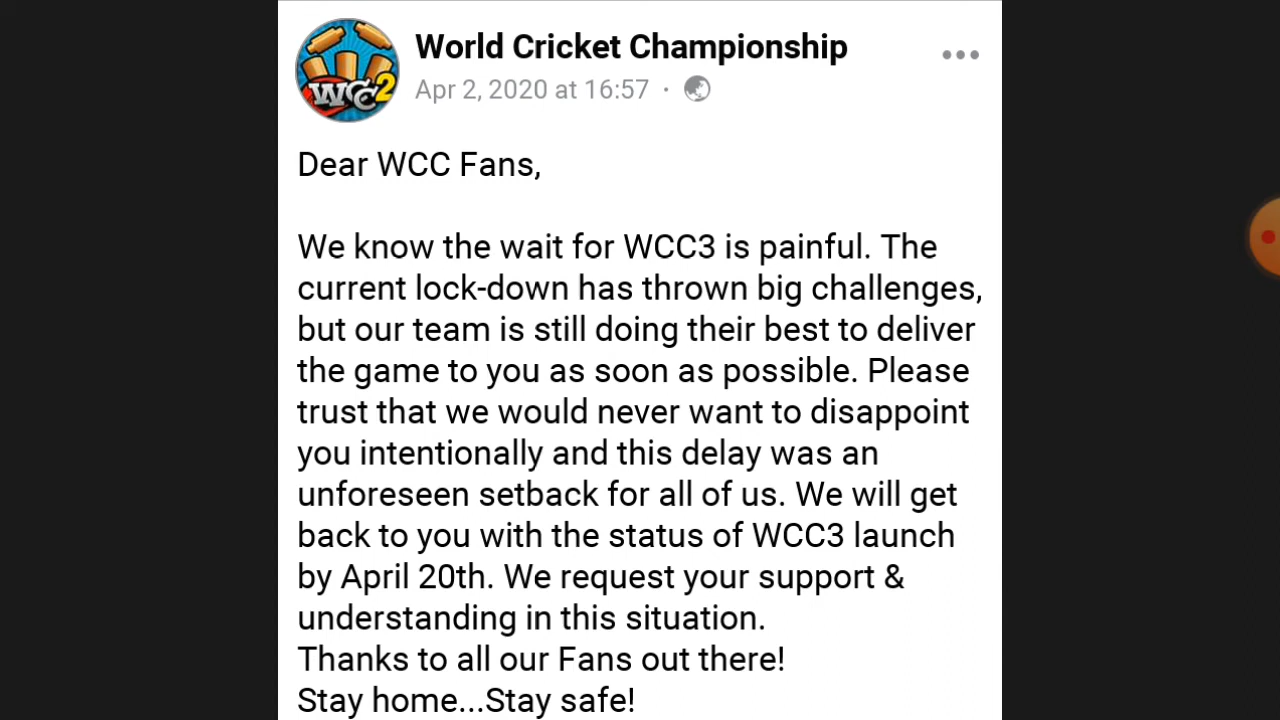 World Cricket Championship
Apr 2, 2020 at 16:57 ·
WCC2
Dear WCC Fans,
We know the wait for WCC3 is painful. The
current lock-down has thrown big challenges,
but our team is still doing their best to deliver
the game to you as soon as possible. Please
trust that we would never want to disappoint
you intentionally and this delay was an
unforeseen setback for all of us. We will get
back to you with the status of WCC3 launch
by April 20th. We request your support &
understanding in this situation.
Thanks to all our Fans out there!
Stay home...Stay safe!